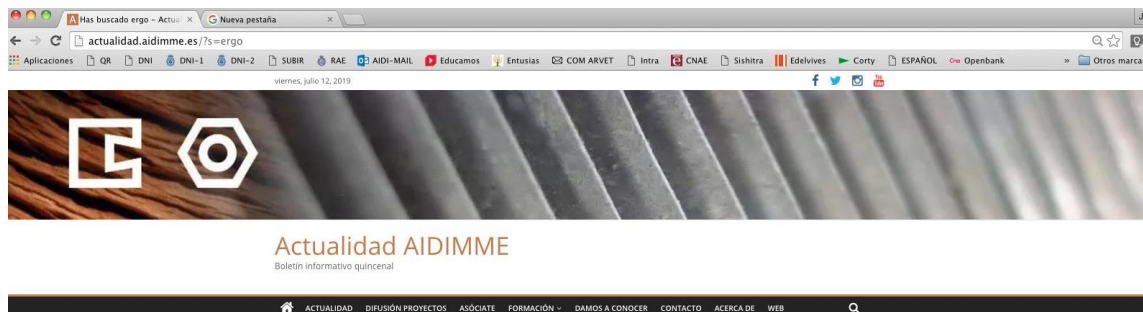 Has buscado ergo – Actual
Nueva pestaña
actualidad.aidimme.es/?s=ergo
Aplicaciones QR DNI DNI-1 DNI-2 SUBIR RAE AIDI-MAIL Educamos Entusias COM ARVET Intra CNAE Sishitra Edelvives Corty ESPAÑOL Openbank » Otros marca
viernes, julio 12, 2019
Actualidad AIDIMME
Boletín informativo quincenal
ACTUALIDAD DIFUSIÓN PROYECTOS ASÓCIATE FORMACIÓN DAMOS A CONOCER CONTACTO ACERCA DE WEB